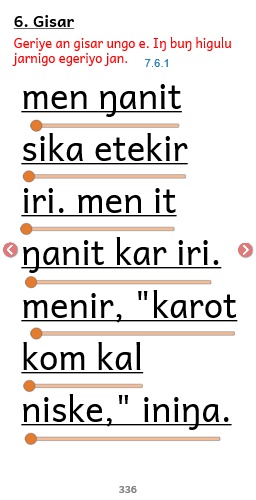 6. Gisar
Geriye an gisar ungo e. Iŋ buŋ higulu
jarnigo egeriyo jan.
7.6.1
men ŋanit
sika etekir
iri. men it
ŋanit kar iri.
menir, "karot
kom kal
niske," iniŋa.
336